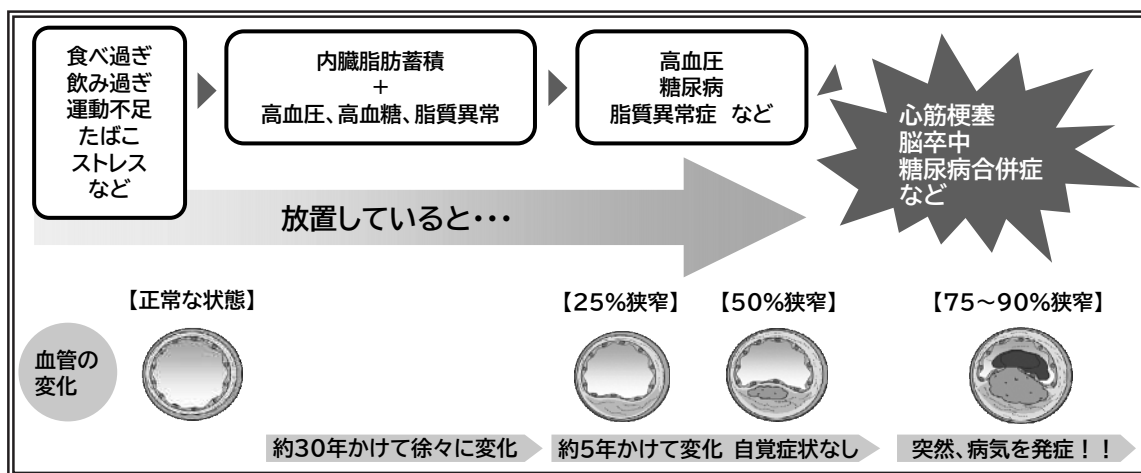 食べ過ぎ
飲み過ぎ
運動不足
たばこ
ストレス
など
内臓脂肪蓄積
+
高血圧、高血糖、脂質異常
高血圧
糖尿病
脂質異常症 など
心筋梗塞
脳卒中
糖尿病合併症
など
放置していると・・・
【正常な状態】
【25%狭窄】
【50%狭窄】
【75〜90%狭窄】
血管の
変化
約30年かけて徐々に変化
約5年かけて変化 自覚症状なし
突然、病気を発症！！